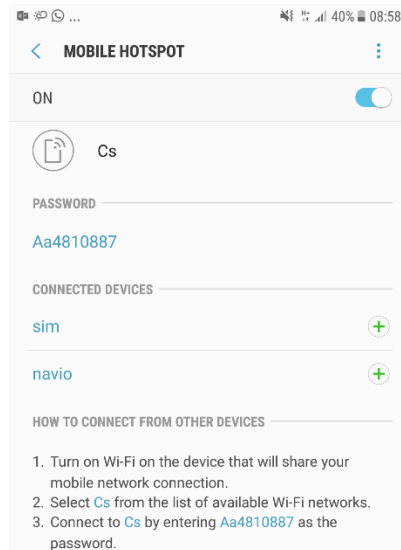 ... H+ 40% 08:58
MOBILE HOTSPOT
ON
Cs
PASSWORD
Aa4810887
CONNECTED DEVICES
sim
navio
HOW TO CONNECT FROM OTHER DEVICES
1. Turn on Wi-Fi on the device that will share your
mobile network connection.
2. Select Cs from the list of available Wi-Fi networks.
3. Connect to Cs by entering Aa4810887 as the
password.